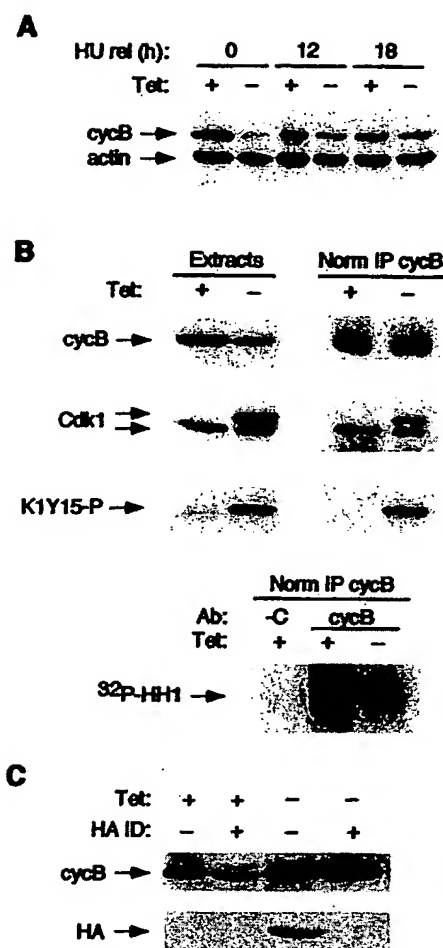 A
HU rel (h): 0 12 18
Tet: + − + − + −
cycB
actin
B
Extracts Norm IP cycB
Tet: + − + −
cycB
Cdk1
K1Y15-P
Norm IP cycB
Ab: -C cycB
Tet: + + −
32P-HH1
C
Tet: + + − −
HA ID: − + − +
cycB
HA